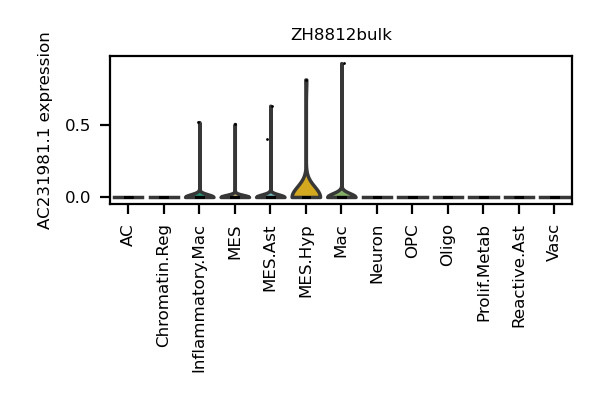 ZH8812bulk
AC231981.1 expression
0.5
0.0
AC
Chromatin.Reg
Inflammatory.Mac
MES
MES.Ast
MES.Hyp
Mac
Neuron
OPC
Oligo
Prolif.Metab
Reactive.Ast
Vasc